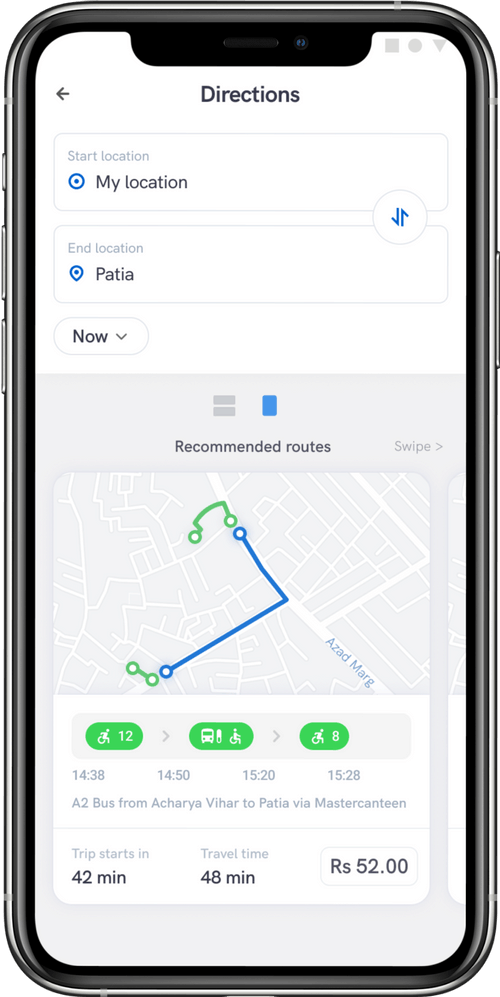 Directions
Start location
My location
End location
Patia
Now
Recommended routes
Swipe >
Azad Marg
12
8
14:38 14:50 15:20 15:28
A2 Bus from Acharya Vihar to Patia via Mastercanteen
Trip starts in Travel time
42 min 48 min Rs 52.00